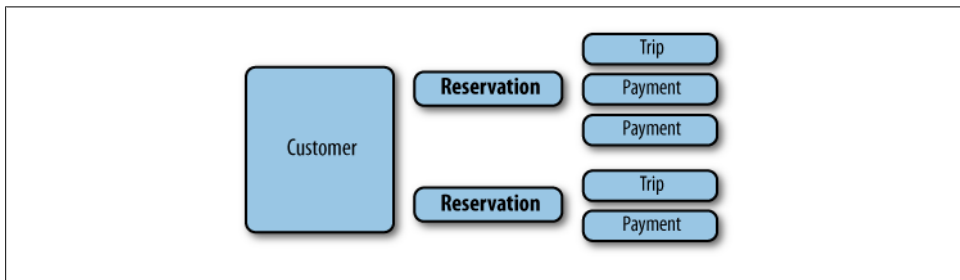 Customer
Reservation
Trip
Payment
Payment
Reservation
Trip
Payment